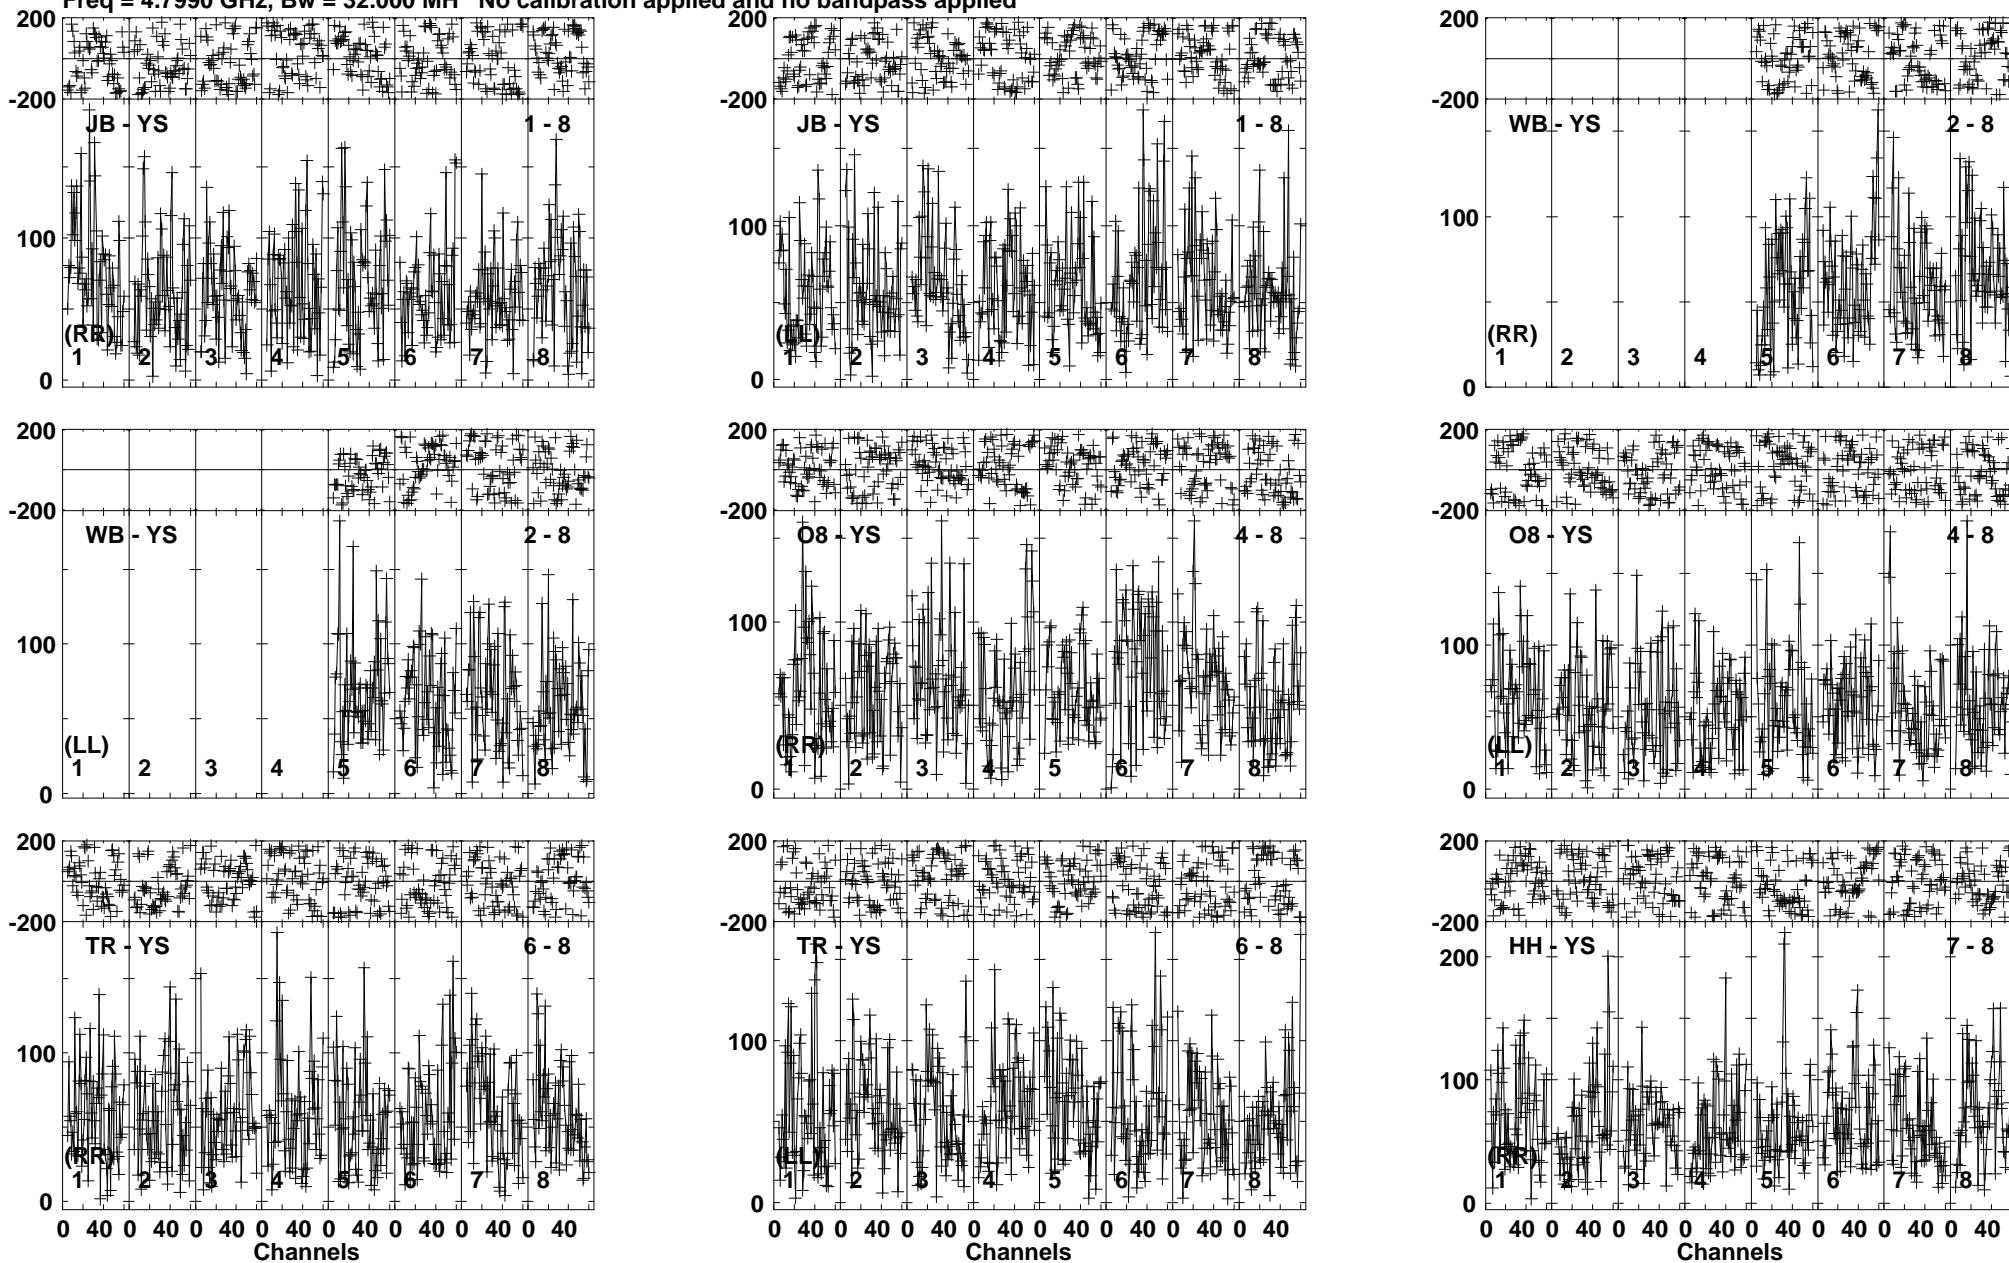 Freq = 4.7990 GHz, Bw = 32.000 MH No calibration applied and no bandpass applied
200 200 200
-200 -200 -200
JB - YS 1 - 8 JB - YS 1 - 8 WB - YS 2 - 8
100 100 100
(RR) (LL) (RR)
1 2 3 4 5 6 7 8 1 2 3 4 5 6 7 8 1 2 3 4 5 6 7 8
0 0 0
200 200 200
-200 -200 -200
WB - YS 2 - 8 O8 - YS 4 - 8 O8 - YS 4 - 8
100 100 100
(LL) (RR) (LL)
1 2 3 4 5 6 7 8 1 2 3 4 5 6 7 8 1 2 3 4 5 6 7 8
0 0 0
200 200 200
-200 -200 -200
TR - YS 6 - 8 TR - YS 6 - 8 HH - YS 7 - 8
200
100 100 100
(RR) (LL) (RR)
1 2 3 4 5 6 7 8 1 2 3 4 5 6 7 8 1 2 3 4 5 6 7 8
0 0 0
0 40 0 40 0 40 0 40 0 40 0 40 0 40 0 40 0 40 0 40 0 40 0 40 0 40 0 40 0 40 0 40 0 40 0 40 0 40 0 40 0 40 0 40 0 40 0 40
Channels Channels Channels